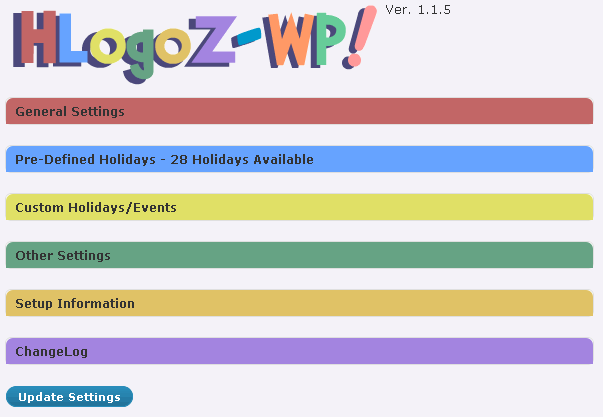 HLogoZ-WP! Ver. 1.1.5
General Settings
Pre-Defined Holidays - 28 Holidays Available
Custom Holidays/Events
Other Settings
Setup Information
ChangeLog
Update Settings